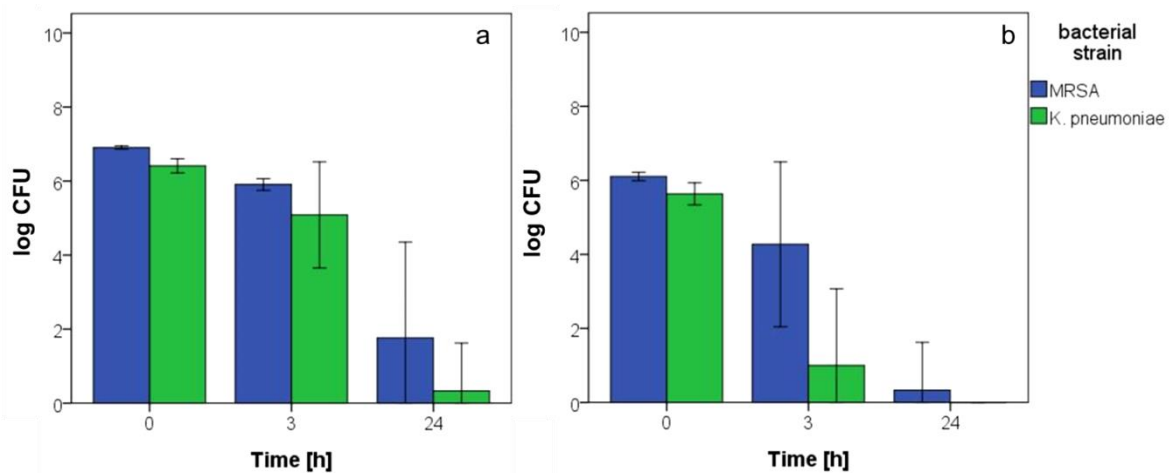 a
10
8
6
4
2
0
log CFU
0 3 24
Time [h]
b
10
8
6
4
2
0
log CFU
0 3 24
Time [h]
bacterial
strain
MRSA
K. pneumoniae